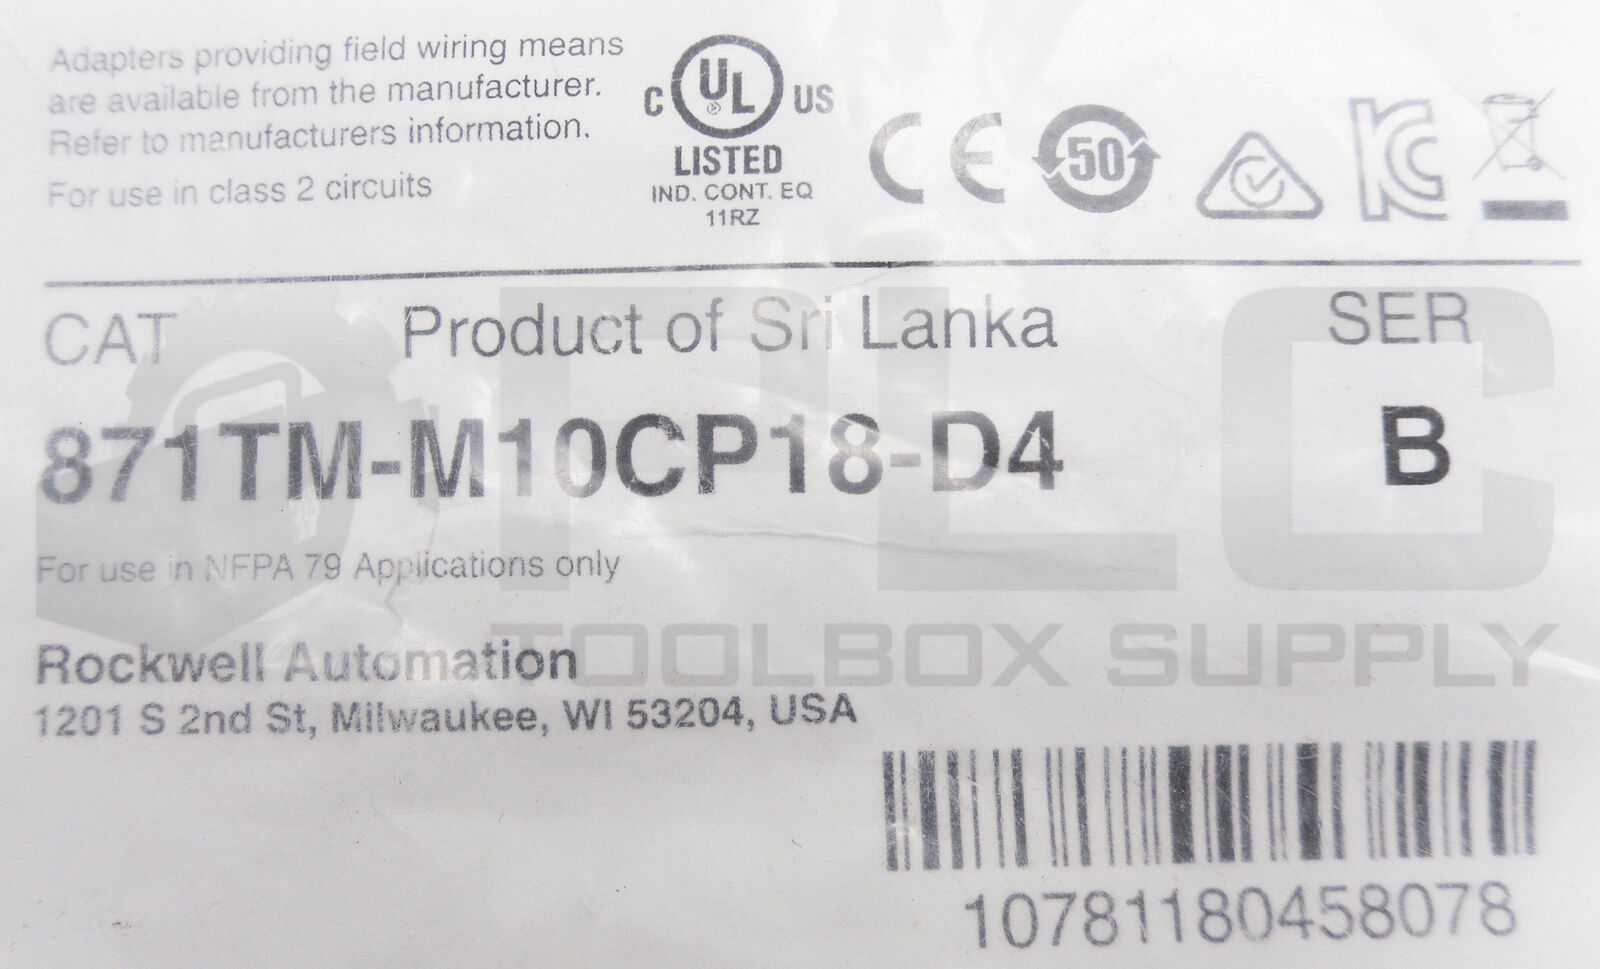 Adapters providing field wiring means
are available from the manufacturer.
Refer to manufacturers information.
For use in class 2 circuits
C UL US
LISTED
IND. CONT. EQ
11RZ
CE
50
KC
CAT
Product of Sri Lanka
SER
871TM-M10CP18-D4
B
For use in NFPA 79 Applications only
Rockwell Automation
1201 S 2nd St, Milwaukee, WI 53204, USA
10781180458078
PLC
TOOLBOX SUPPLY